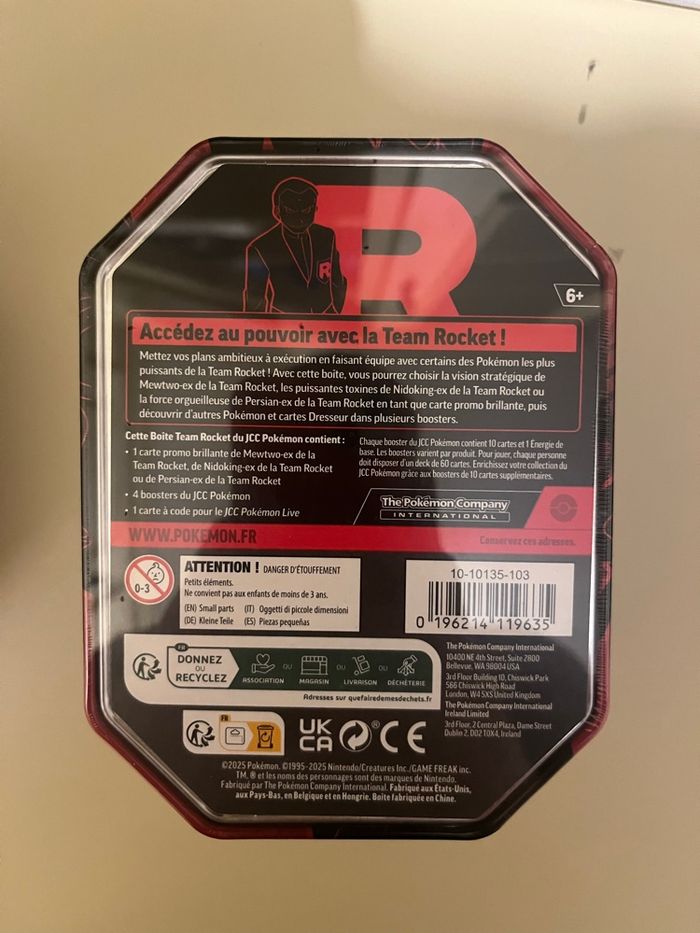 R
R
6+
Accédez au pouvoir avec la Team Rocket !
Mettez vos plans ambitieux à exécution en faisant équipe avec certains des Pokémon les plus
puissants de la Team Rocket ! Avec cette boîte, vous pourrez choisir la vision stratégique de
Mewtwo-ex de la Team Rocket, les puissantes toxines de Nidoking-ex de la Team Rocket ou
la force orgueilleuse de Persian-ex de la Team Rocket en tant que carte promo brillante, puis
découvrir d'autres Pokémon et cartes Dresseur dans plusieurs boosters.
Cette Boîte Team Rocket du JCC Pokémon contient :
• 1 carte promo brillante de Mewtwo-ex de la
Team Rocket, de Nidoking-ex de la Team Rocket
ou de Persian-ex de la Team Rocket
• 4 boosters du JCC Pokémon
• 1 carte à code pour le JCC Pokémon Live
Chaque booster du JCC Pokémon contient 10 cartes et 1 Énergie de
base. Les boosters varient par produit. Pour jouer, chaque personne
doit disposer d'un deck de 60 cartes. Enrichissez votre collection du
JCC Pokémon grâce aux boosters de 10 cartes supplémentaires.
The Pokémon Company
INTERNATIONAL
WWW.POKEMON.FR
Conservez ces adresses.
0-3
ATTENTION ! DANGER D'ÉTOUFFEMENT
Petits éléments.
Ne convient pas aux enfants de moins de 3 ans.
(EN) Small parts (IT) Oggetti di piccole dimensioni
(DE) Kleine Teile (ES) Piezas pequeñas
10-10135-103
0 196214 119635
FR
DONNEZ
OU
RECYCLEZ
ASSOCIATION
OU
MAGASIN
OU
LIVRAISON
OU
DÉCHÈTERIE
Adresses sur quefairedemesdechets.fr
The Pokémon Company International
10400 NE 4th Street, Suite 2800
Bellevue, WA 98004 USA
3rd Floor Building 10, Chiswick Park
566 Chiswick High Road
London, W4 5XS United Kingdom
The Pokémon Company International
Ireland Limited
3rd Floor, 2 Central Plaza, Dame Street
Dublin 2, D02 T0X4, Ireland
FR
UK
CA
®
CE
©2025 Pokémon. ©1995-2025 Nintendo/Creatures Inc./GAME FREAK inc.
TM, ® et les noms des personnages sont des marques de Nintendo.
Fabriqué par The Pokémon Company International. Fabriqué aux États-Unis,
aux Pays-Bas, en Belgique et en Hongrie. Boîte fabriquée en Chine.